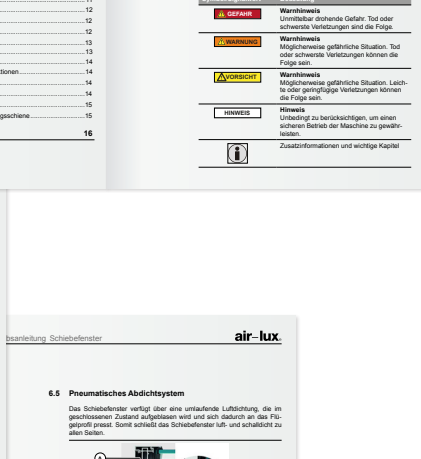 11
12
12
12
13
13
14
14
14
14
15
15
16
GEFAHR
Warnhinweis
Unmittelbar drohende Gefahr. Tod oder
schwerste Verletzungen sind die Folge.
WARNUNG
Warnhinweis
Möglicherweise gefährliche Situation. Tod
oder schwerste Verletzungen können die
Folge sein.
VORSICHT
Warnhinweis
Möglicherweise gefährliche Situation. Leich-
te oder geringfügige Verletzungen können
die Folge sein.
HINWEIS
Hinweis
Unbedingt zu berücksichtigen, um einen
sicheren Betrieb der Maschine zu gewähr-
leisten.
Zusatzinformationen und wichtige Kapitel
bsanleitung Schiebefenster
air-lux
6.5 Pneumatisches Abdichtsystem
Das Schiebefenster verfügt über eine umlaufende Luftdichtung, die im
geschlossenen Zustand aufgeblasen wird und sich dadurch an das Flü-
gelprofil presst. Somit schließt das Schiebefenster luft- und schalldicht zu
allen Seiten.
A